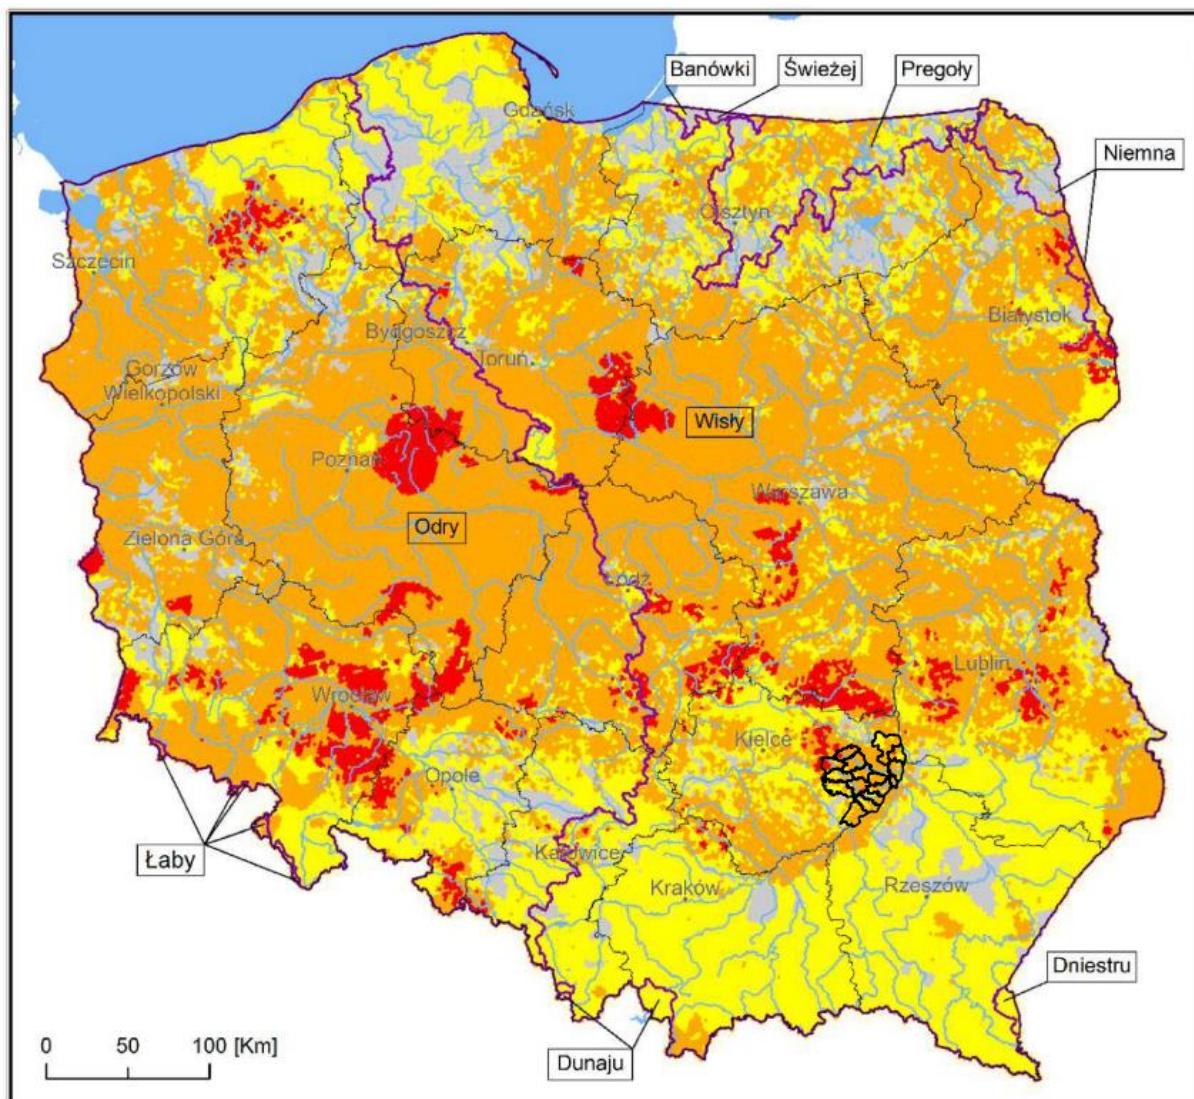 Banówki
Świeżej
Pregoły
Gdańsk
Niemna
Olsztyn
Szczecin
Białystok
Bydgoszcz
Toruń
Gorzów
Wielkopolski
Wisły
Poznań
Warszawa
Odry
Zielona Góra
Łódź
Lublin
Wrocław
Kielce
Opole
Łaby
Katowice
Kraków
Rzeszów
Dniestru
0 50 100 [Km]
Dunaju